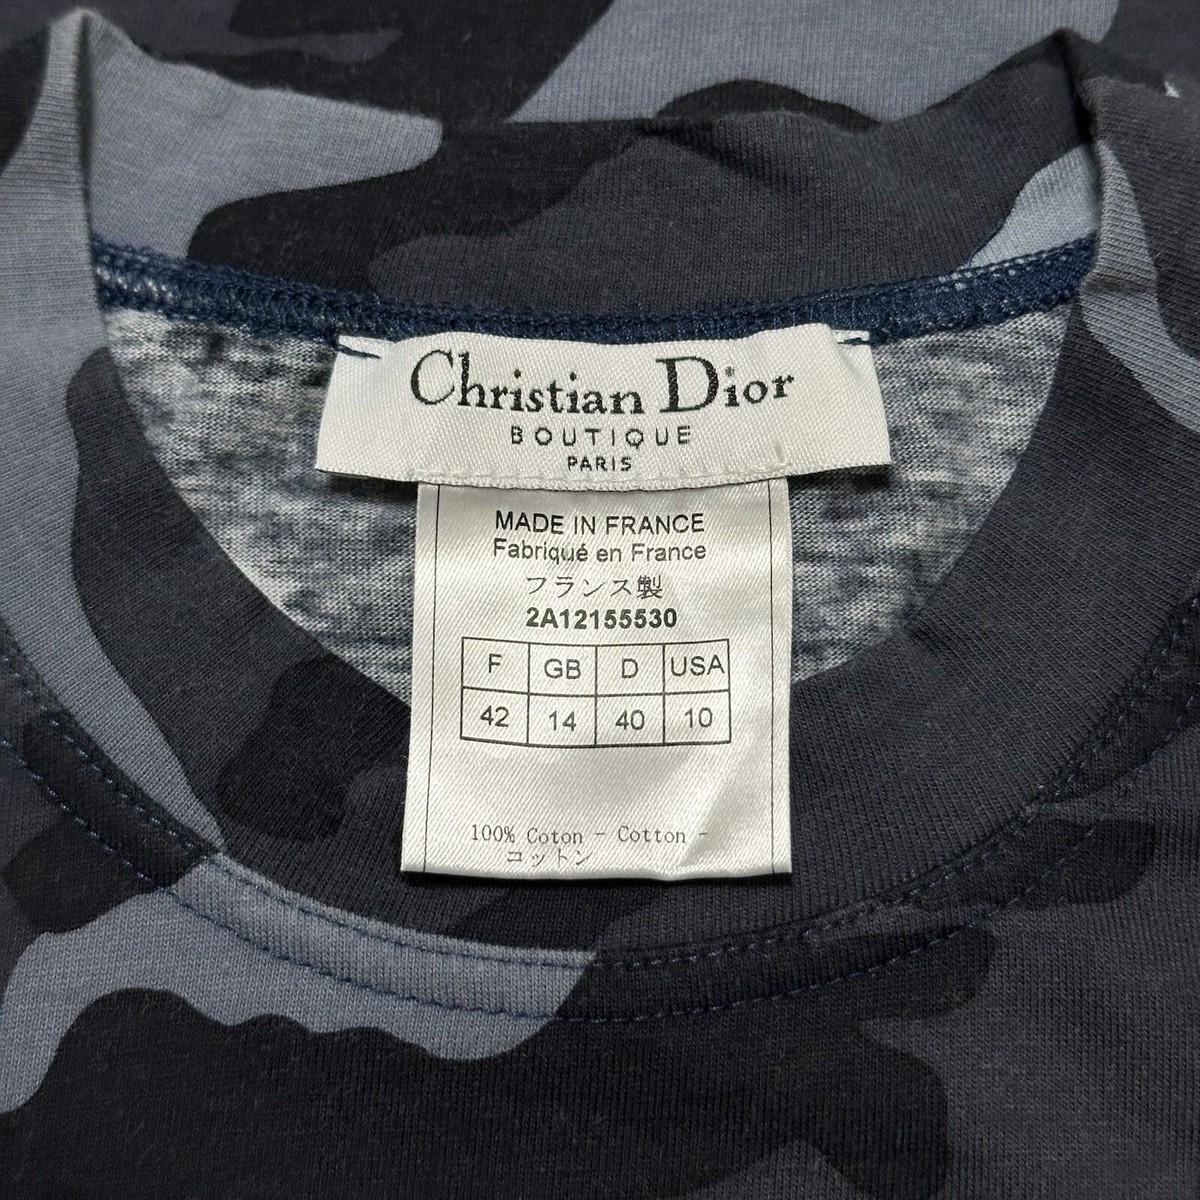 Christian Dior
BOUTIQUE
PARIS
MADE IN FRANCE
Fabriqué en France
フランス製
2A12155530
F GB D USA
42 14 40 10
100% Coton - Cotton -
コットン